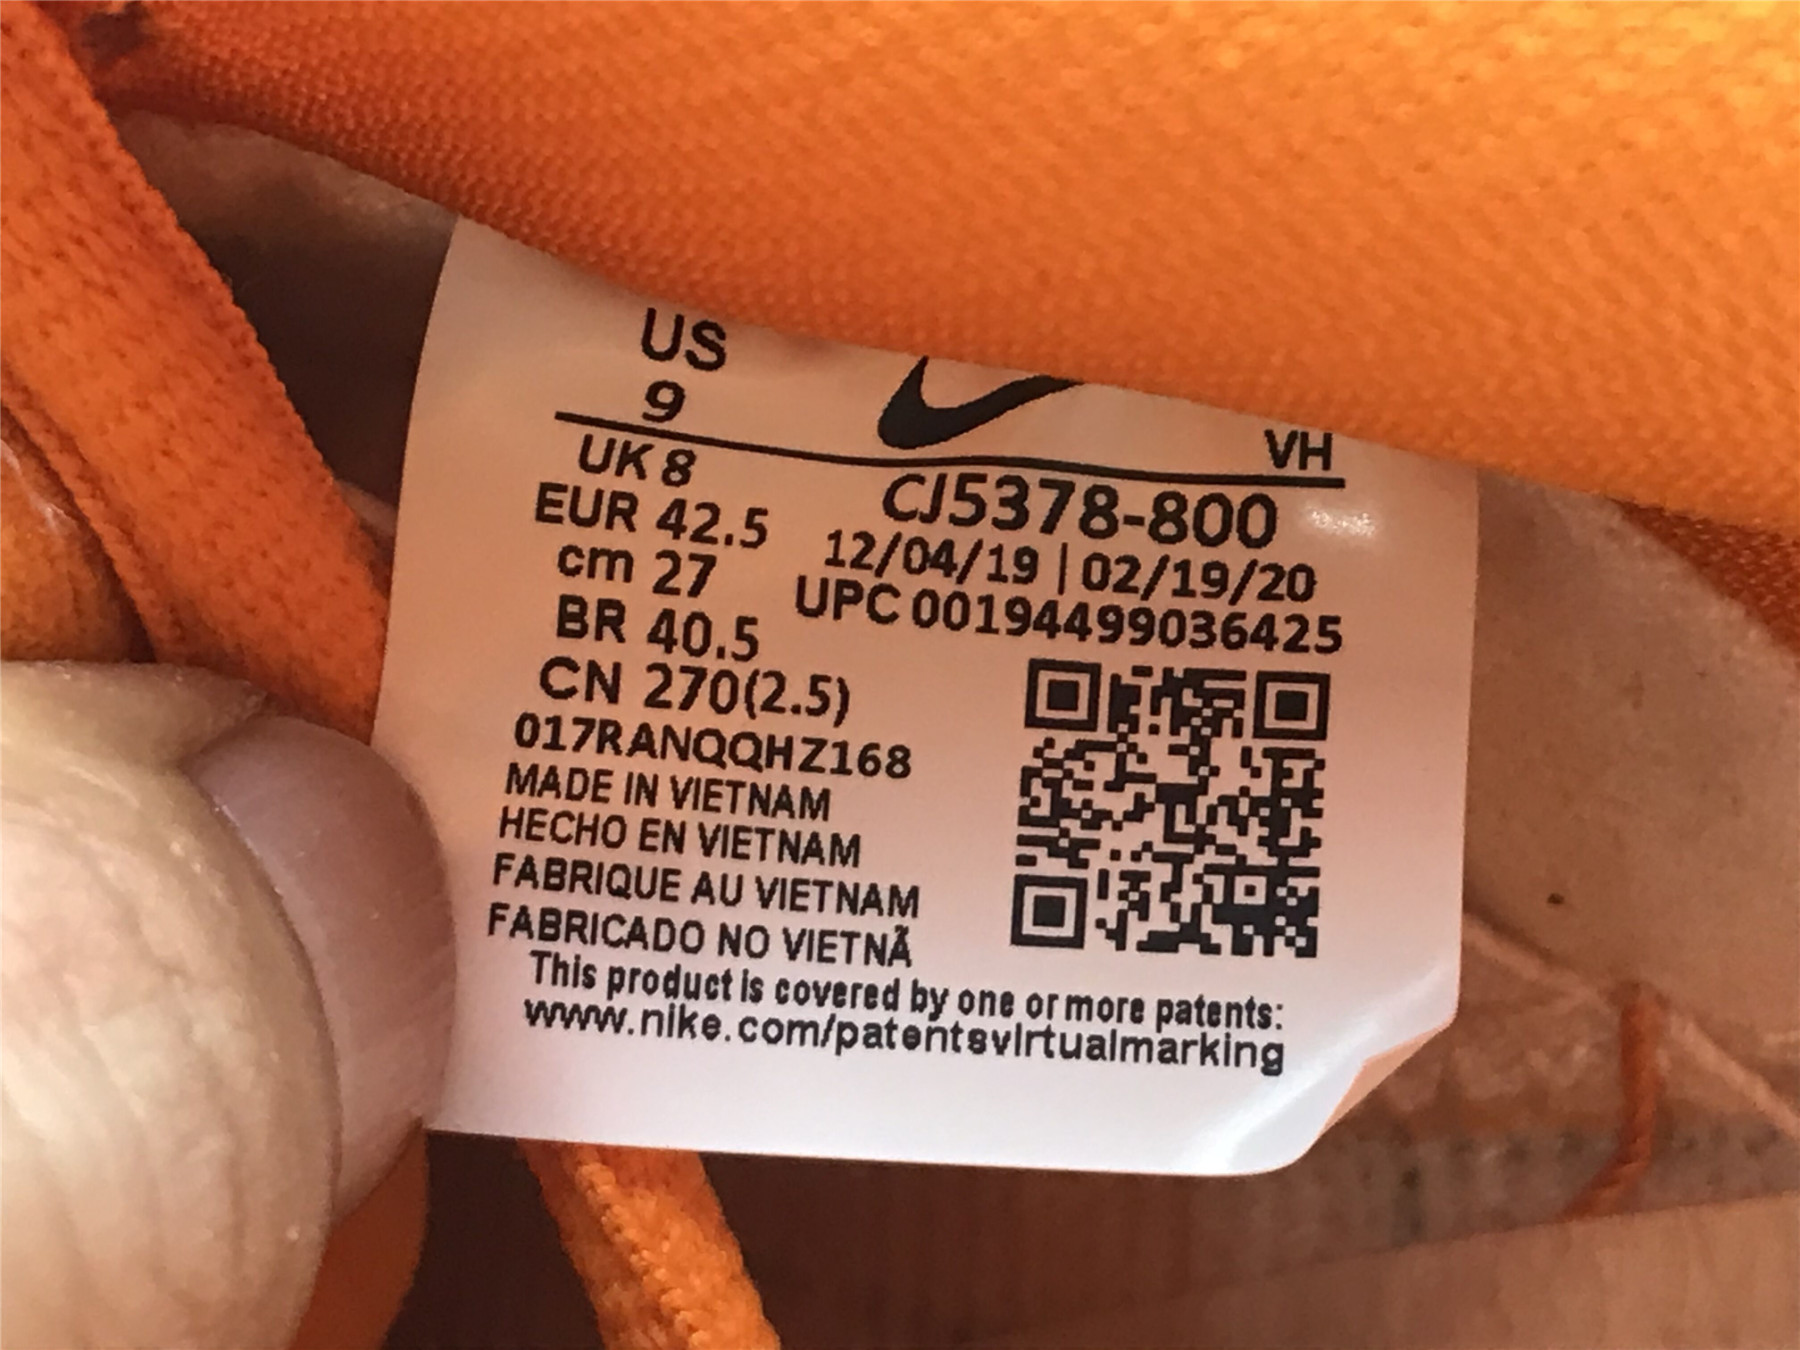 US
9
VH
UK 8
CJ5378-800
EUR 42.5
12/04/19 | 02/19/20
cm 27
UPC 00194499036425
BR 40.5
CN 270(2.5)
017RANQQHZ168
MADE IN VIETNAM
HECHO EN VIETNAM
FABRIQUE AU VIETNAM
FABRICADO NO VIETNÃ
This product is covered by one or more patents:
www.nike.com/patentsvirtualmarking